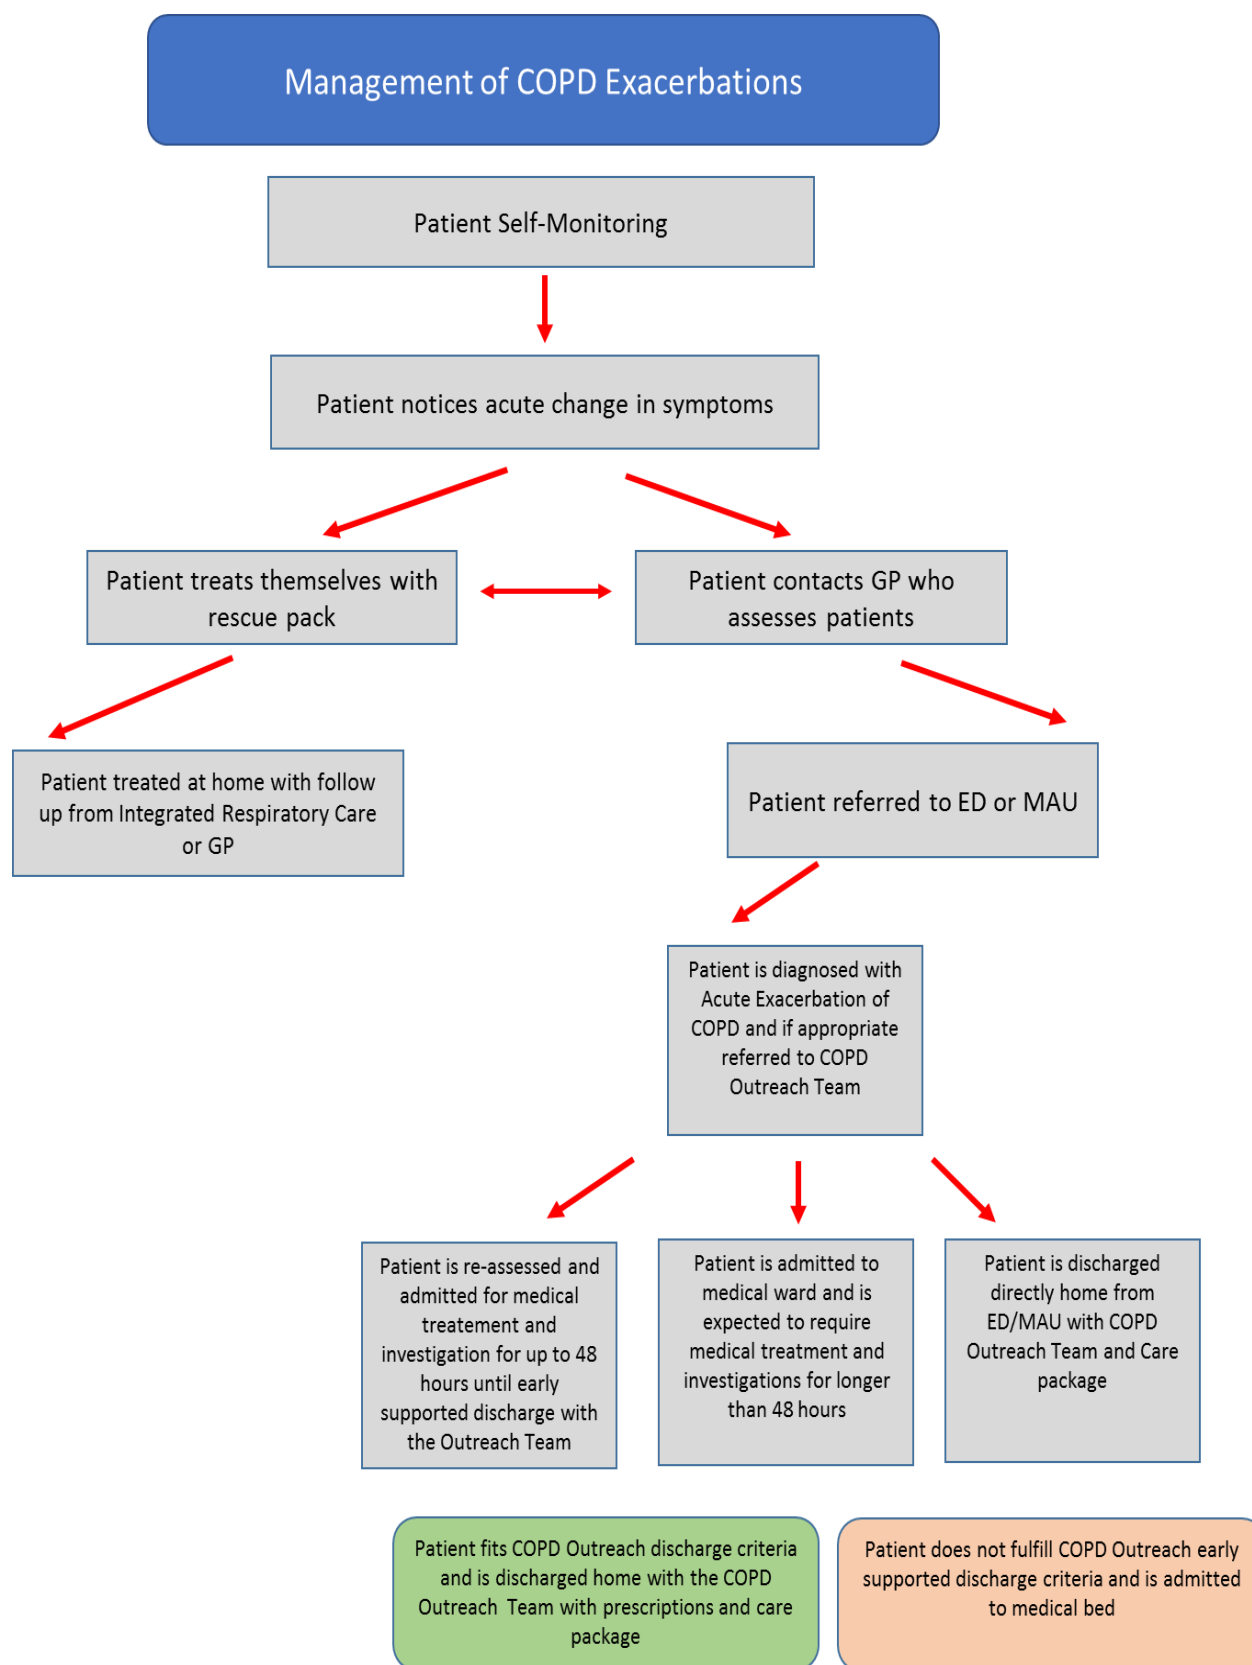 Management of COPD Exacerbations
Patient Self-Monitoring
Patient notices acute change in symptoms
Patient treats themselves with
rescue pack
Patient contacts GP who
assesses patients
Patient treated at home with follow
up from Integrated Respiratory Care
or GP
Patient referred to ED or MAU
Patient is diagnosed with
Acute Exacerbation of
COPD and if appropriate
referred to COPD
Outreach Team
Patient is re-assessed and
admitted for medical
treatement and
investigation for up to 48
hours until early
supported discharge with
the Outreach Team
Patient is admitted to
medical ward and is
expected to require
medical treatment and
investigations for longer
than 48 hours
Patient is discharged
directly home from
ED/MAU with COPD
Outreach Team and Care
package
Patient fits COPD Outreach discharge criteria
and is discharged home with the COPD
Outreach Team with prescriptions and care
package
Patient does not fulfill COPD Outreach early
supported discharge criteria and is admitted
to medical bed